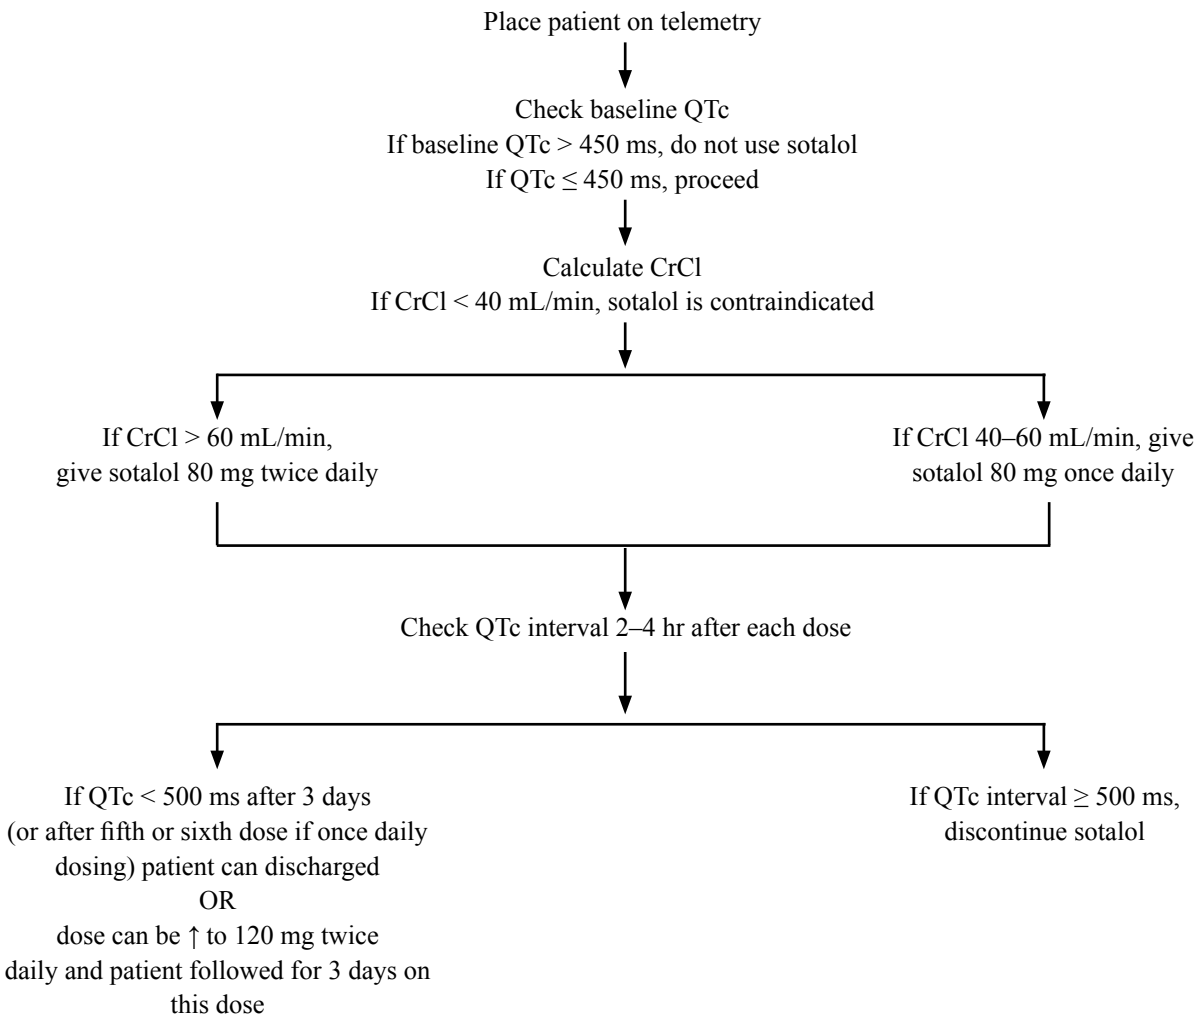 Place patient on telemetry
Check baseline QTc
If baseline QTc > 450 ms, do not use sotalol
If QTc ≤ 450 ms, proceed
Calculate CrCl
If CrCl < 40 mL/min, sotalol is contraindicated
If CrCl > 60 mL/min,
give sotalol 80 mg twice daily
If CrCl 40–60 mL/min, give
sotalol 80 mg once daily
Check QTc interval 2–4 hr after each dose
If QTc < 500 ms after 3 days
(or after fifth or sixth dose if once daily
dosing) patient can discharged
OR
dose can be ↑ to 120 mg twice
daily and patient followed for 3 days on
this dose
If QTc interval ≥ 500 ms,
discontinue sotalol